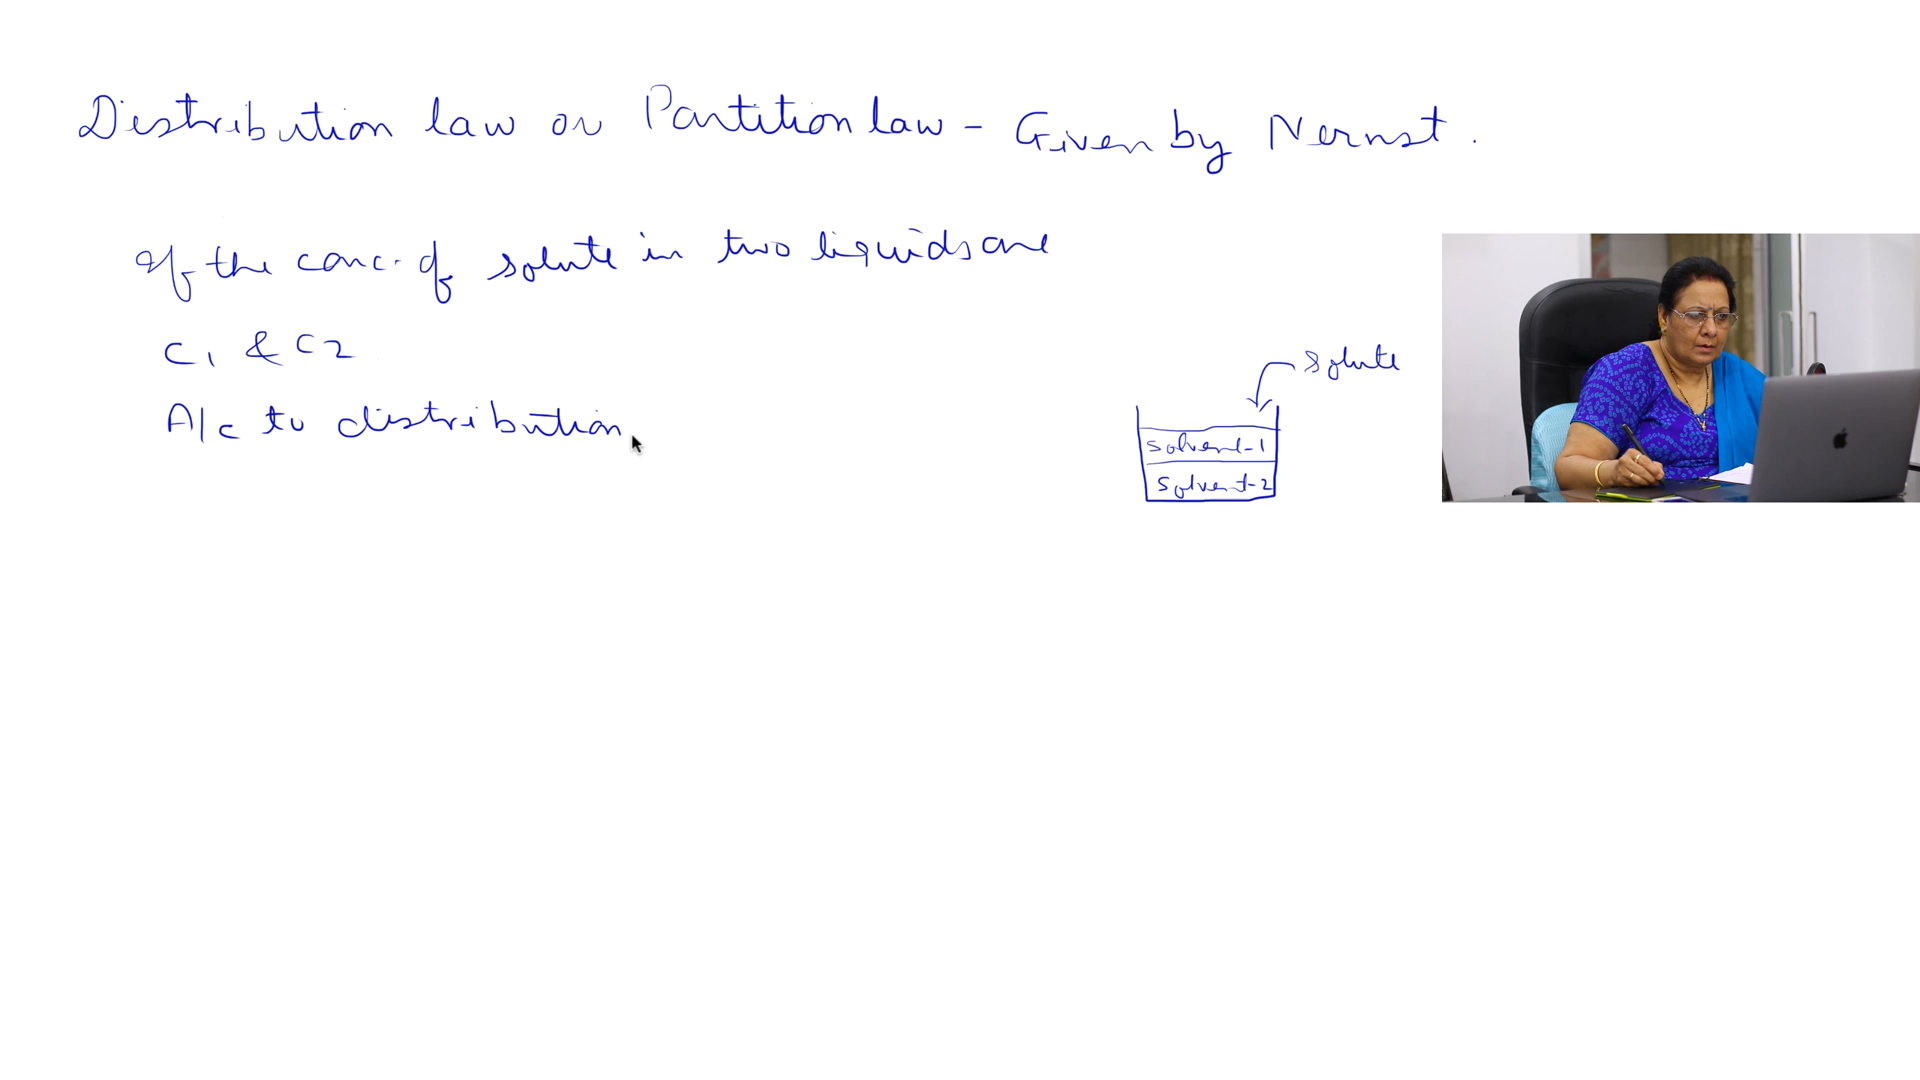 Distribution law or Partition law - Given by Nernst.
If the conc. of solute in two liquids are
C1 & C2
A/c to distribution
solute
solvent-1
solvent-2